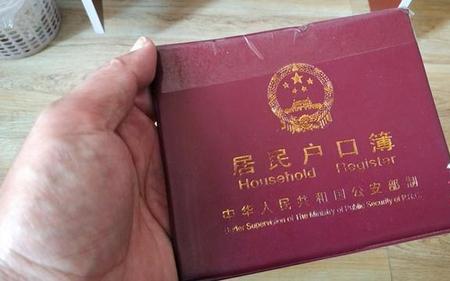 居民户口簿
Household Register
中华人民共和国公安部制
Under Supervision of The Ministry of Public Security of P.R.C.